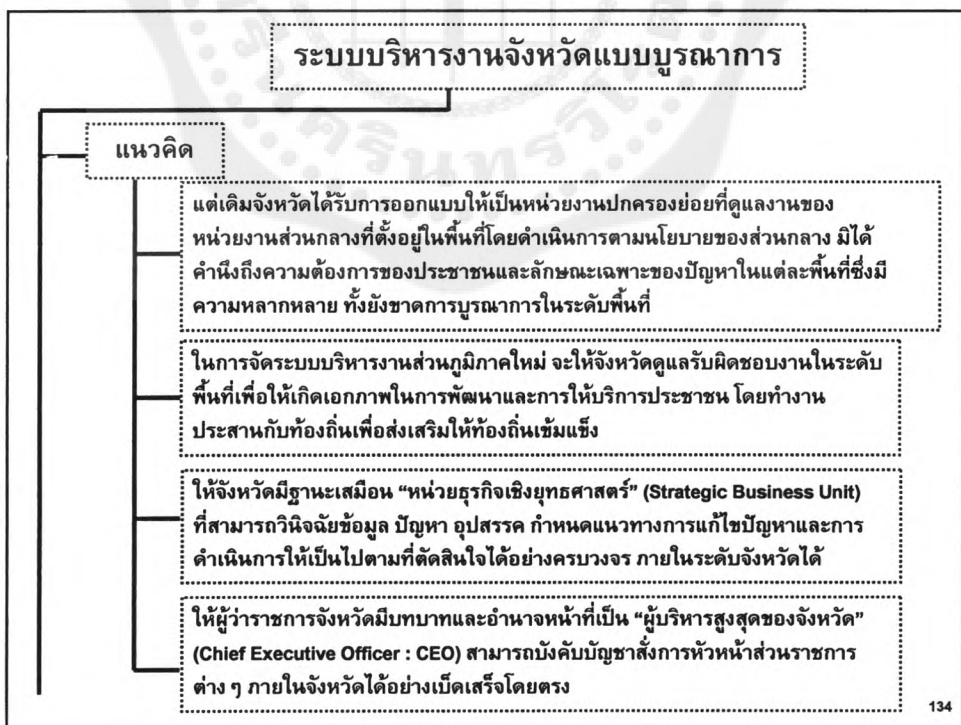 ระบบบริหารงานจังหวัดแบบบูรณาการ
แนวคิด
แต่เดิมจังหวัดได้รับการออกแบบให้เป็นหน่วยงานปกครองย่อยที่ดูแลงานของ
หน่วยงานส่วนกลางที่ตั้งอยู่ในพื้นที่โดยดำเนินการตามนโยบายของส่วนกลาง มิได้
คำนึงถึงความต้องการของประชาชนและลักษณะเฉพาะของปัญหาในแต่ละพื้นที่ซึ่งมี
ความหลากหลาย ทั้งยังขาดการบูรณาการในระดับพื้นที่
ในการจัดระบบบริหารงานส่วนภูมิภาคใหม่ จะให้จังหวัดดูแลรับผิดชอบงานในระดับ
พื้นที่เพื่อให้เกิดเอกภาพในการพัฒนาและการให้บริการประชาชน โดยทำงาน
ประสานกับท้องถิ่นเพื่อส่งเสริมให้ท้องถิ่นเข้มแข็ง
ให้จังหวัดมีฐานะเสมือน “หน่วยธุรกิจเชิงยุทธศาสตร์” (Strategic Business Unit)
ที่สามารถวินิจฉัยข้อมูล ปัญหา อุปสรรค กำหนดแนวทางการแก้ไขปัญหาและการ
ดำเนินการให้เป็นไปตามที่ตัดสินใจได้อย่างครบวงจร ภายในระดับจังหวัดได้
ให้ผู้ว่าราชการจังหวัดมีบทบาทและอำนาจหน้าที่เป็น “ผู้บริหารสูงสุดของจังหวัด”
(Chief Executive Officer : CEO) สามารถบังคับบัญชาสั่งการหัวหน้าส่วนราชการ
ต่าง ๆ ภายในจังหวัดได้อย่างเบ็ดเสร็จโดยตรง
134